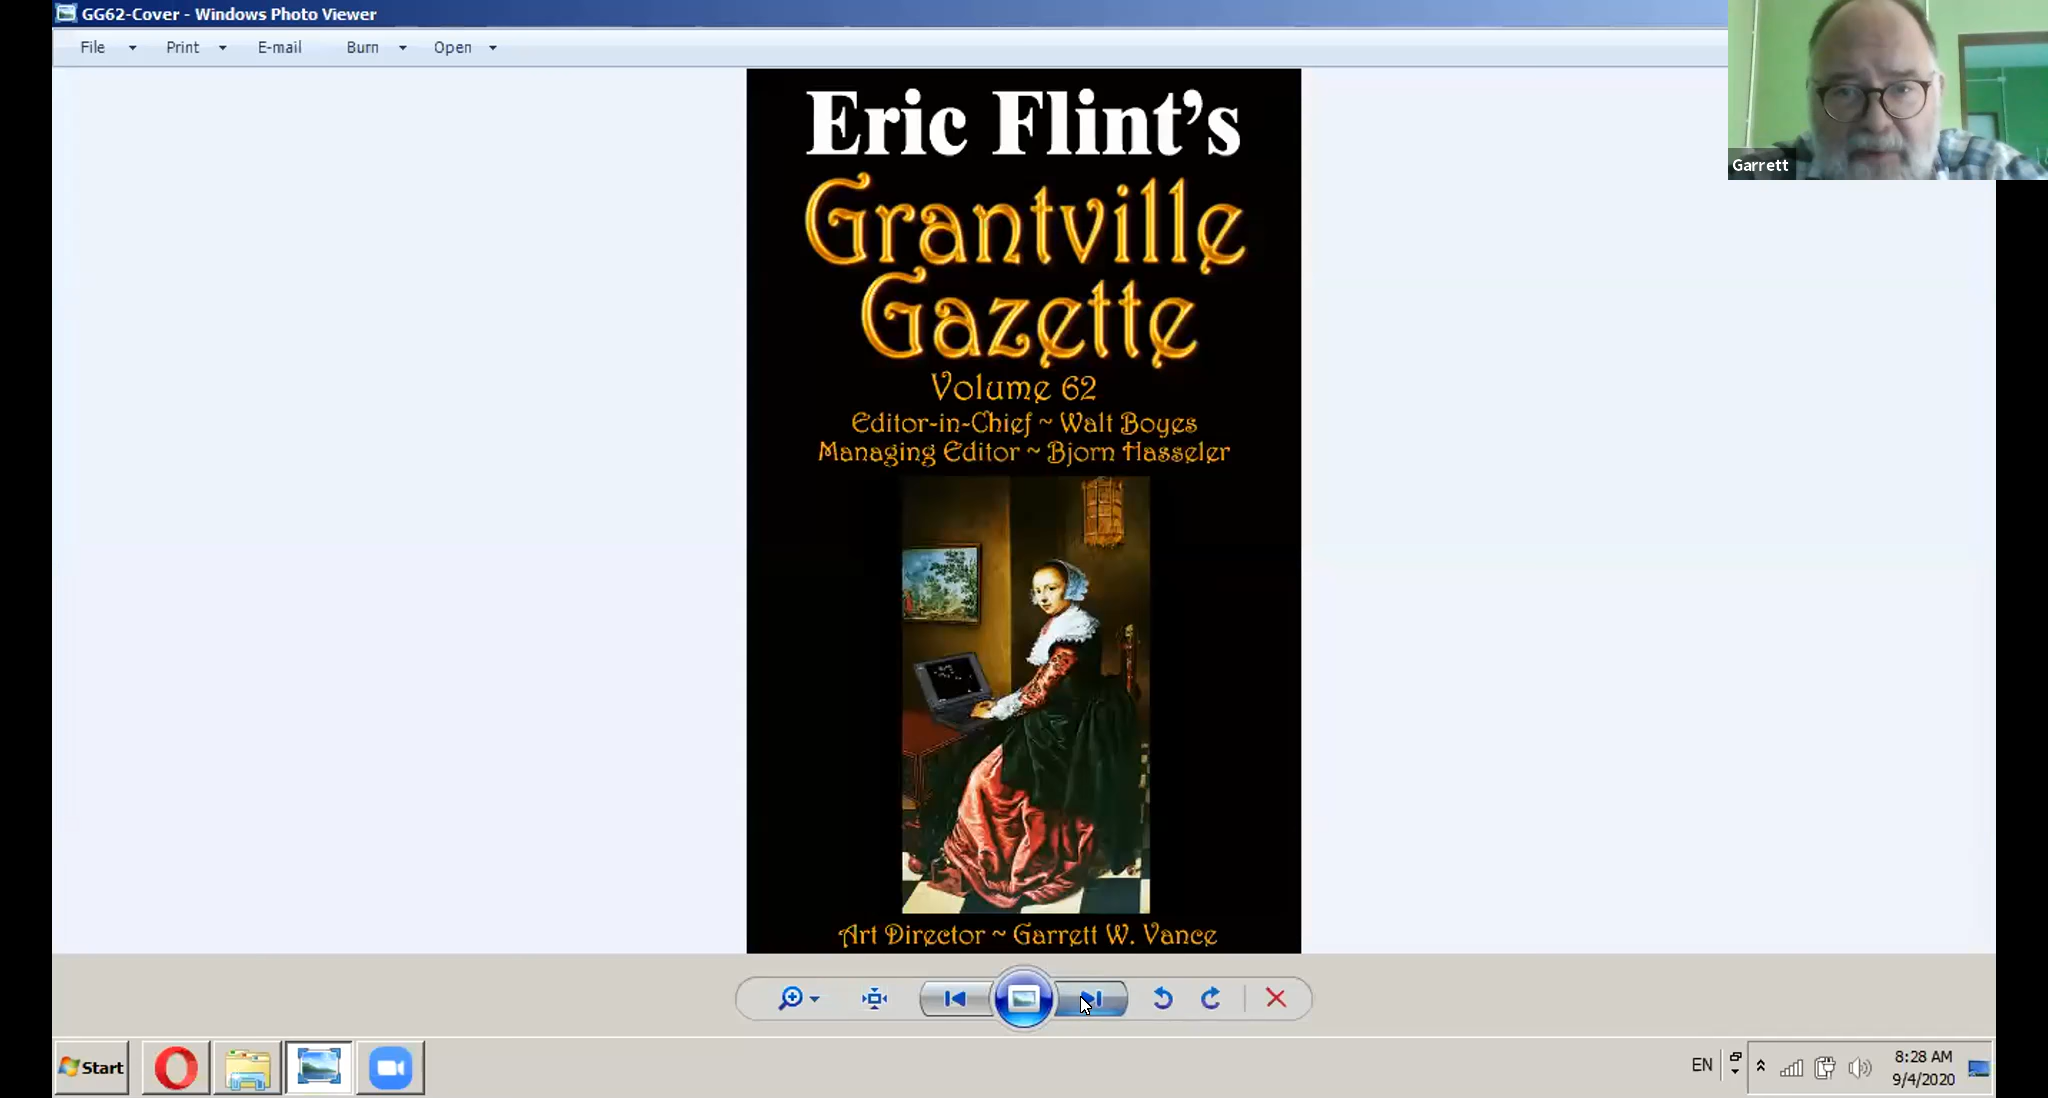 GG62-Cover - Windows Photo Viewer
File Print E-mail Burn Open
Garrett
Eric Flint's
Grantville
Gazette
Volume 62
Editor-in-Chief ~ Walt Boyes
Managing Editor ~ Bjorn Hasseler
Art Director ~ Garrett W. Vance
Start
EN
8:28 AM
9/4/2020